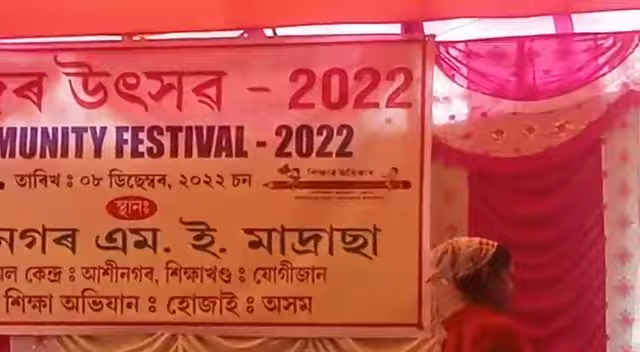 ৰ উৎসৱ - 2022
MUNITY FESTIVAL - 2022
তাৰিখ : ০৮ ডিচেম্বৰ, ২০২২ চন
স্থানঃ
নগৰ এম. ই. মাদ্ৰাছা
ল কেন্দ্ৰ : আশীনগৰ, শিক্ষাখণ্ড : যোগীজান
শিক্ষা অভিযান : হোজাই : অসম